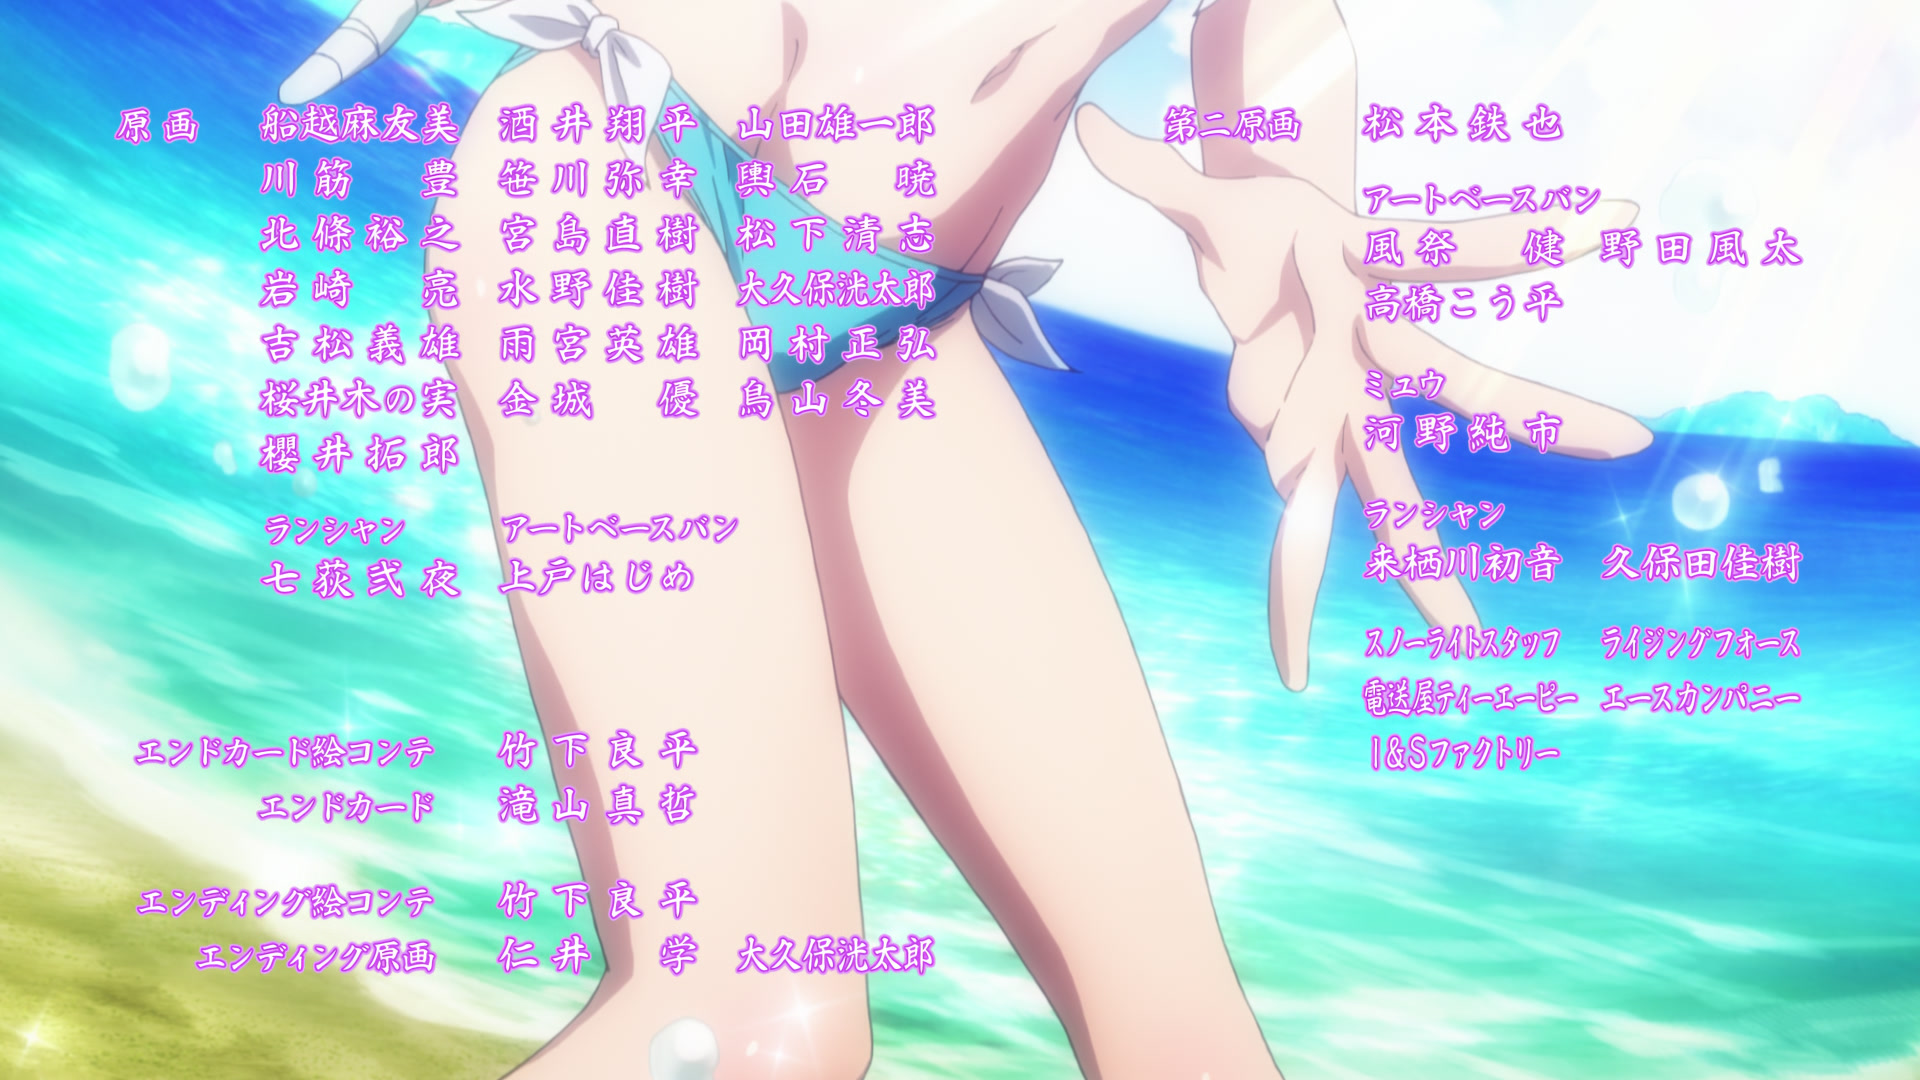 原画 船越麻友美 酒井翔平 山田雄一郎
川筋 豊 笹川弥幸 輿石 暁
北條裕之 宮島直樹 松下清志
岩崎 亮 水野佳樹 大久保洸太郎
吉松義雄 雨宮英雄 岡村正弘
桜井木の実 金城 優 鳥山冬美
櫻井拓郎
ランシャン アートベースバン
七荻弐夜 上戸はじめ
エンドカード絵コンテ 竹下良平
エンドカード 滝山真哲
エンディング絵コンテ 竹下良平
エンディング原画 仁井 学 大久保洸太郎
第二原画 松本鉄也
アートベースバン
風祭 健 野田風太
高橋こう平
ミュウ
河野純市
ランシャン
来栖川初音 久保田佳樹
スノーライトスタッフ ライジングフォース
電送屋ティーエーピー エースカンパニー
I&Sファクトリー